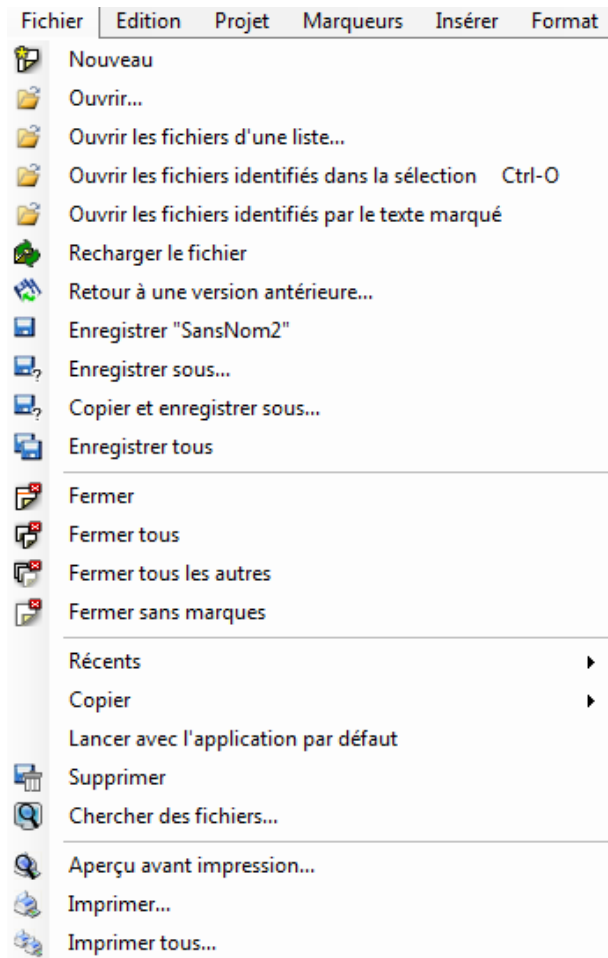 Fichier Edition Projet Marqueurs Insérer Format
Nouveau
Ouvrir...
Ouvrir les fichiers d'une liste...
Ouvrir les fichiers identifiés dans la sélection Ctrl-O
Ouvrir les fichiers identifiés par le texte marqué
Recharger le fichier
Retour à une version antérieure...
Enregistrer "SansNom2"
Enregistrer sous...
Copier et enregistrer sous...
Enregistrer tous
Fermer
Fermer tous
Fermer tous les autres
Fermer sans marques
Récents
Copier
Lancer avec l'application par défaut
Supprimer
Chercher des fichiers...
Aperçu avant impression...
Imprimer...
Imprimer tous...